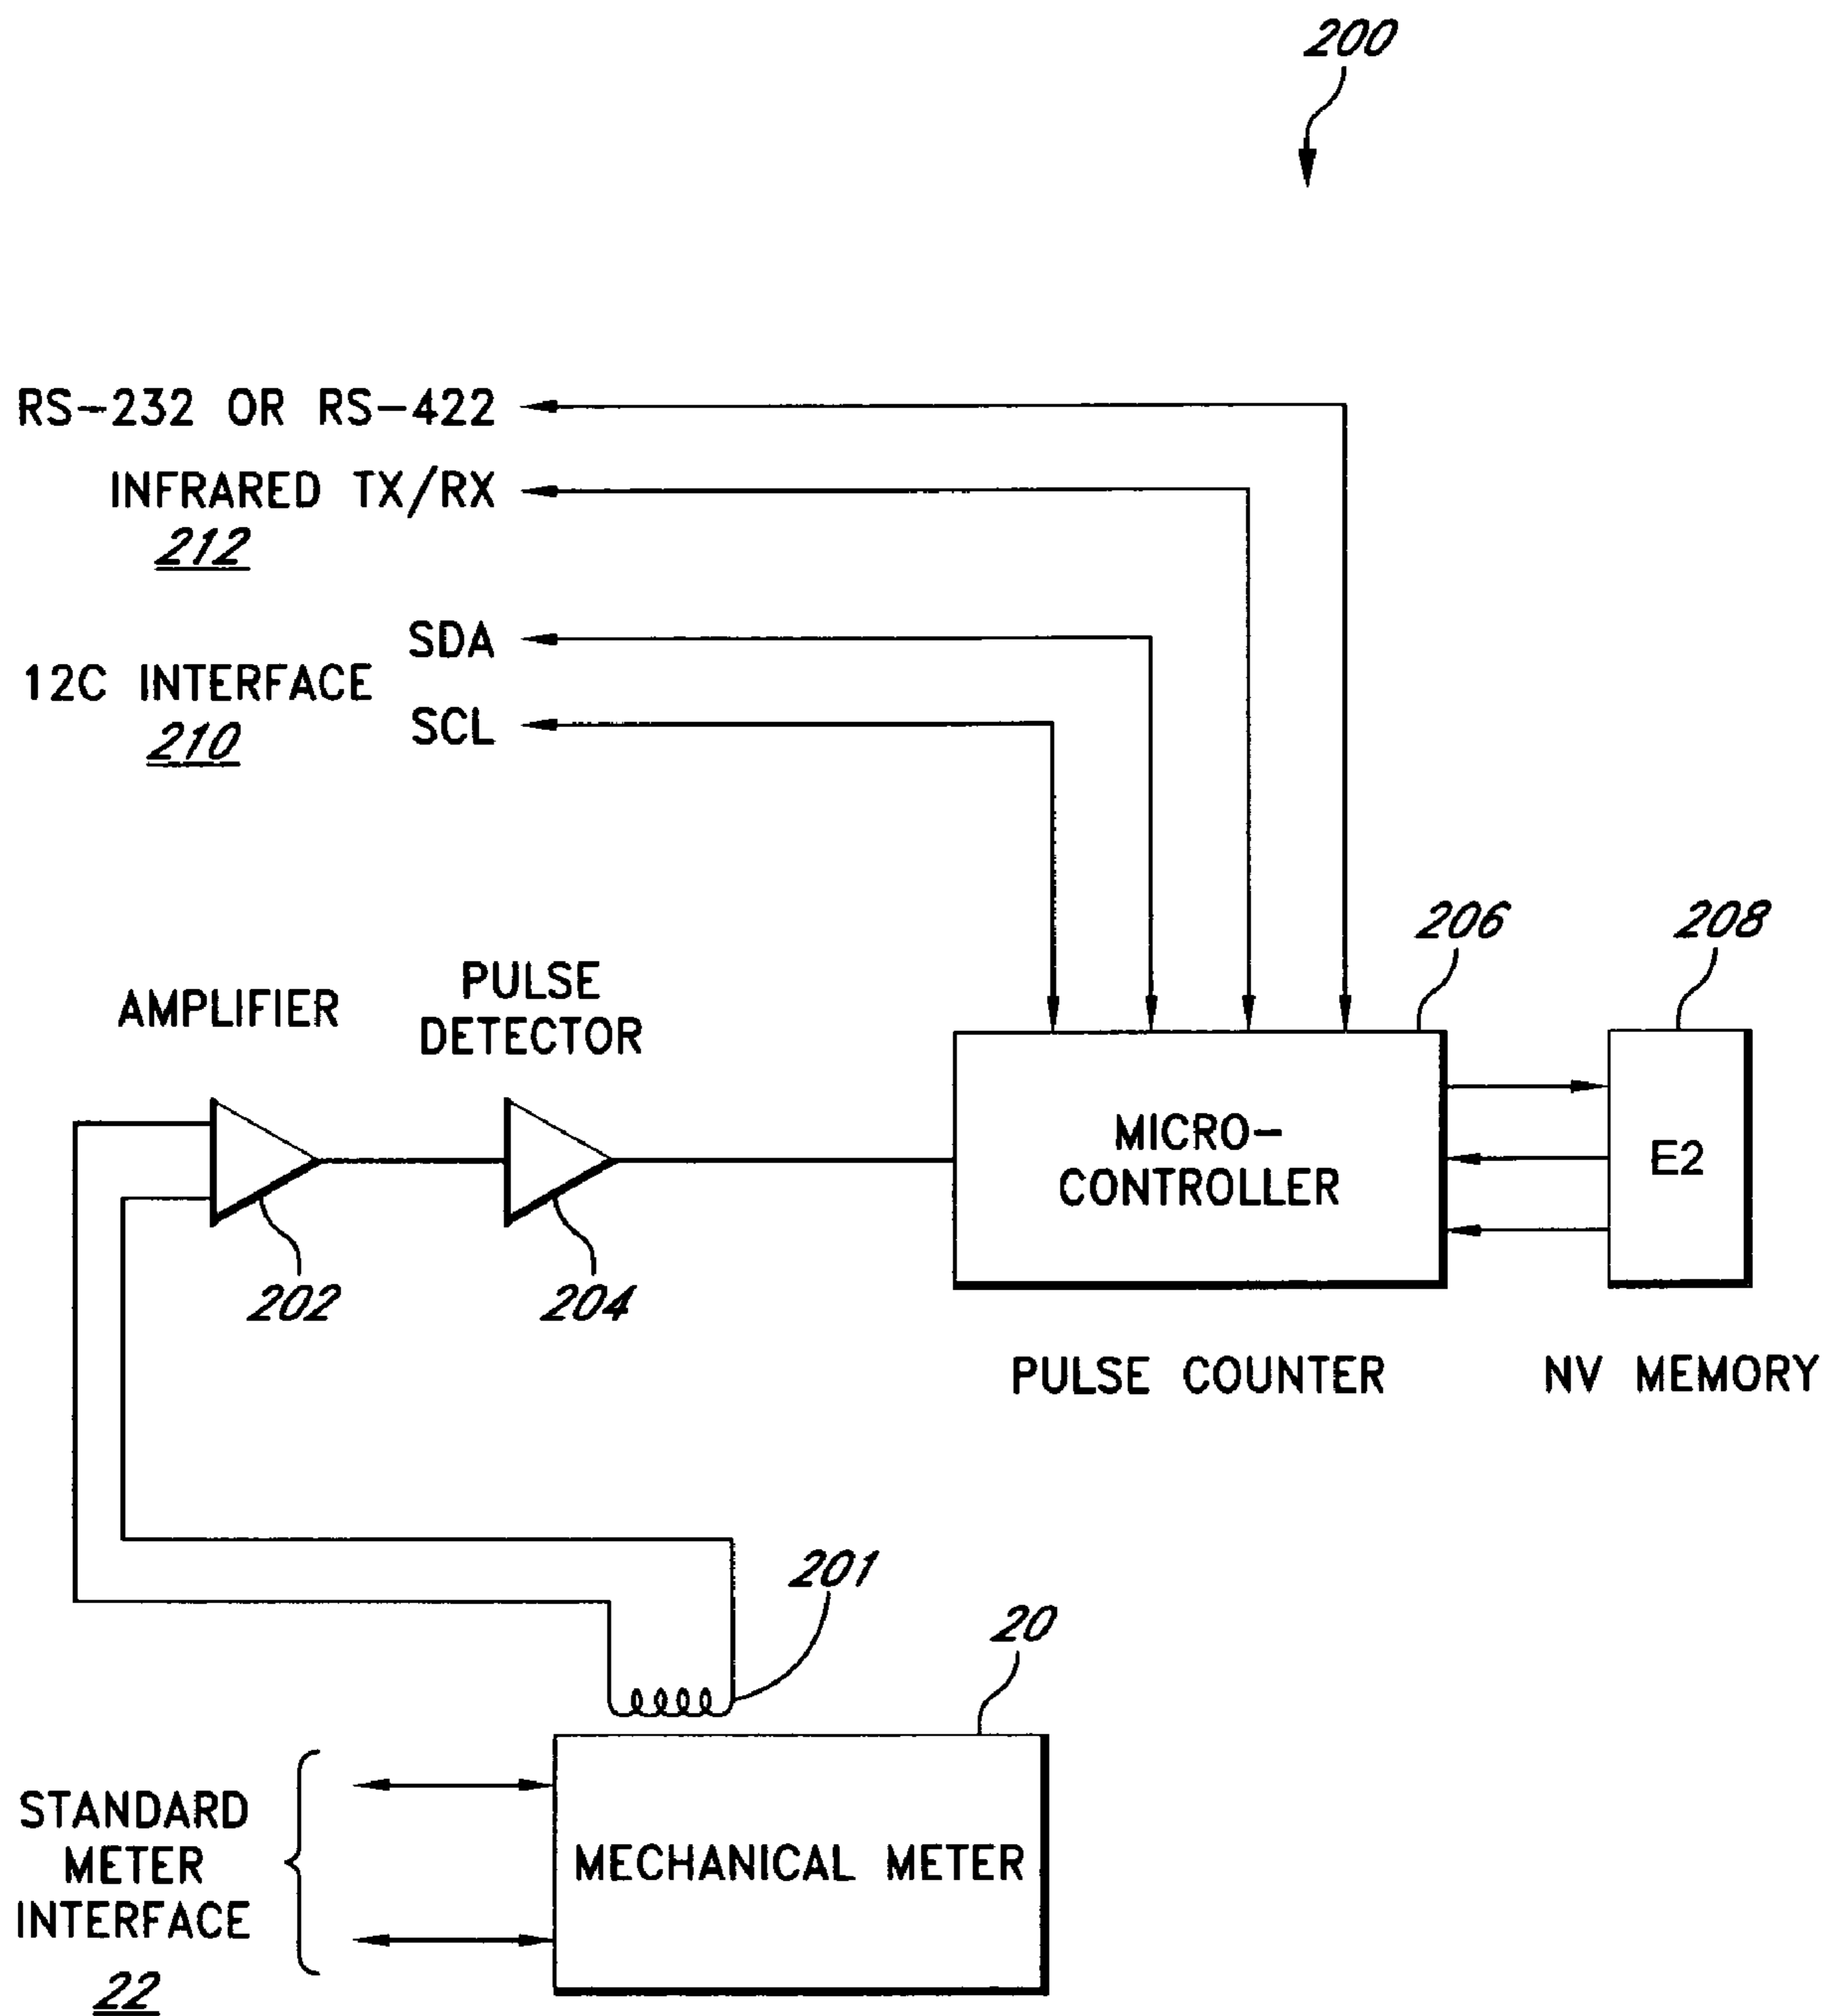 200
RS-232 OR RS-422
INFRARED TX/RX
212
SDA
12C INTERFACE
210
SCL
206
208
AMPLIFIER
PULSE
DETECTOR
MICRO-
CONTROLLER
E2
202
204
PULSE COUNTER
NV MEMORY
201
20
STANDARD
METER
INTERFACE
22
MECHANICAL METER